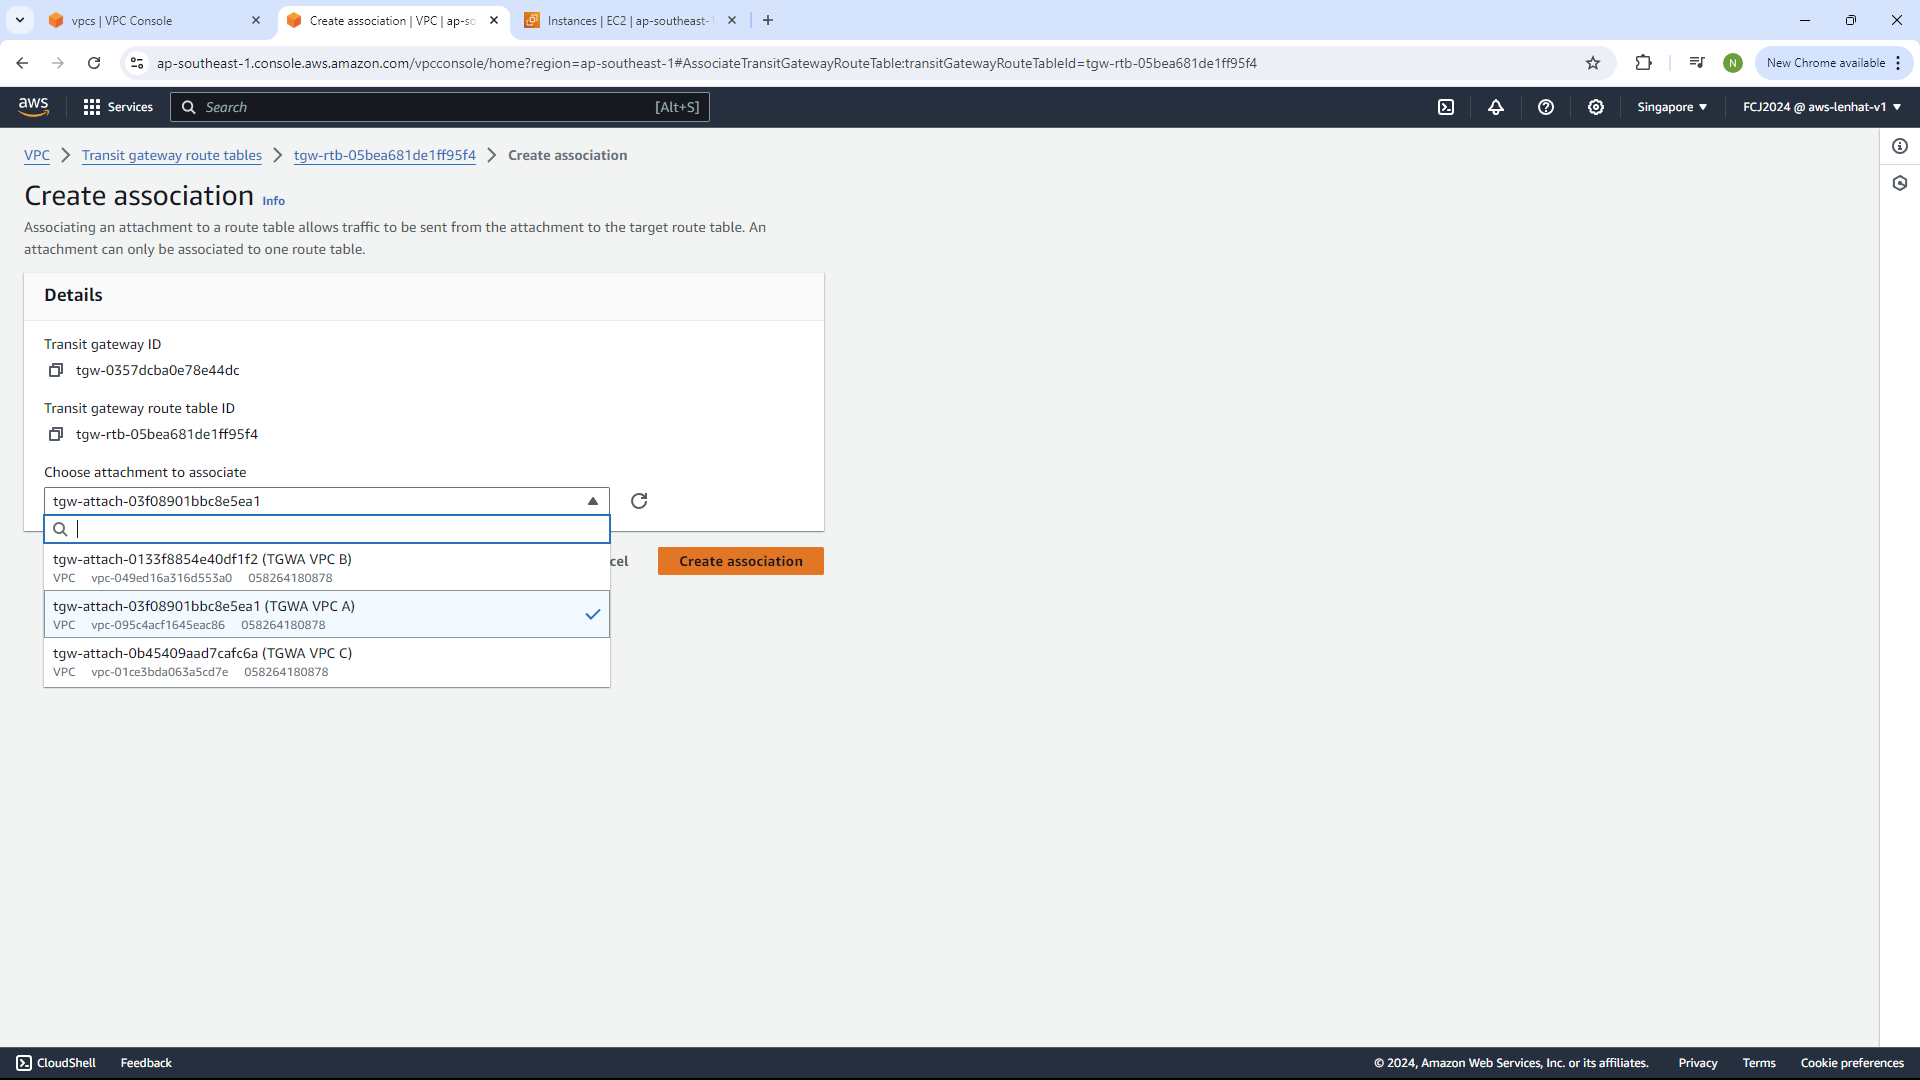 vpcs | VPC Console
Create association | VPC | ap-so
Instances | EC2 | ap-southeast-1
ap-southeast-1.console.aws.amazon.com/vpcconsole/home?region=ap-southeast-1#AssociateTransitGatewayRouteTable:transitGatewayRouteTableId=tgw-rtb-05bea681de1ff95f4
N
New Chrome available
aws
Services
Search
[Alt+S]
Singapore
FCJ2024 @ aws-lenhat-v1
VPC
Transit gateway route tables
tgw-rtb-05bea681de1ff95f4
Create association
Create association Info
Associating an attachment to a route table allows traffic to be sent from the attachment to the target route table. An
attachment can only be associated to one route table.
Details
Transit gateway ID
tgw-0357dcba0e78e44dc
Transit gateway route table ID
tgw-rtb-05bea681de1ff95f4
Choose attachment to associate
tgw-attach-03f08901bbc8e5ea1
tgw-attach-0133f8854e40df1f2 (TGWA VPC B)
VPC vpc-049ed16a316d553a0 058264180878
cel
Create association
tgw-attach-03f08901bbc8e5ea1 (TGWA VPC A)
VPC vpc-095c4acf1645eac86 058264180878
tgw-attach-0b45409aad7cafc6a (TGWA VPC C)
VPC vpc-01ce3bda063a5cd7e 058264180878
CloudShell
Feedback
© 2024, Amazon Web Services, Inc. or its affiliates.
Privacy
Terms
Cookie preferences